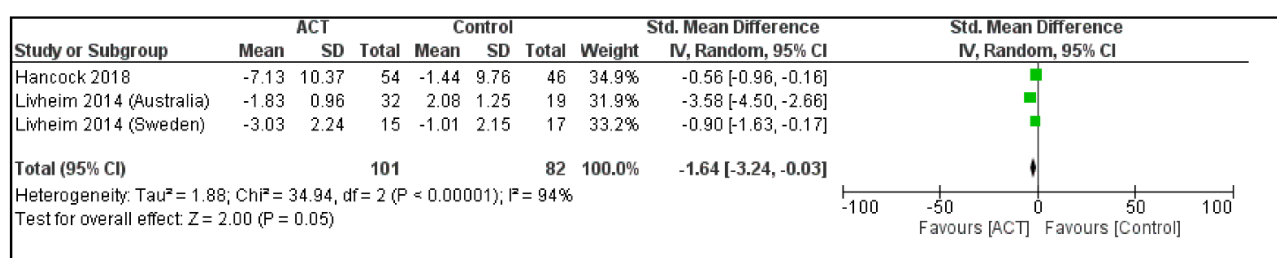 ACT Control Std. Mean Difference Std. Mean Difference
Study or Subgroup Mean SD Total Mean SD Total Weight IV, Random, 95% CI IV, Random, 95% CI
Hancock 2018 -7.13 10.37 54 -1.44 9.76 46 34.9% -0.56 [-0.96, -0.16]
Livheim 2014 (Australia) -1.83 0.96 32 2.08 1.25 19 31.9% -3.58 [-4.50, -2.66]
Livheim 2014 (Sweden) -3.03 2.24 15 -1.01 2.15 17 33.2% -0.90 [-1.63, -0.17]
Total (95% CI) 101 82 100.0% -1.64 [-3.24, -0.03]
Heterogeneity: Tau² = 1.88; Chi² = 34.94, df = 2 (P < 0.00001); I² = 94%
Test for overall effect: Z = 2.00 (P = 0.05)
-100 -50 0 50 100
Favours [ACT] Favours [Control]